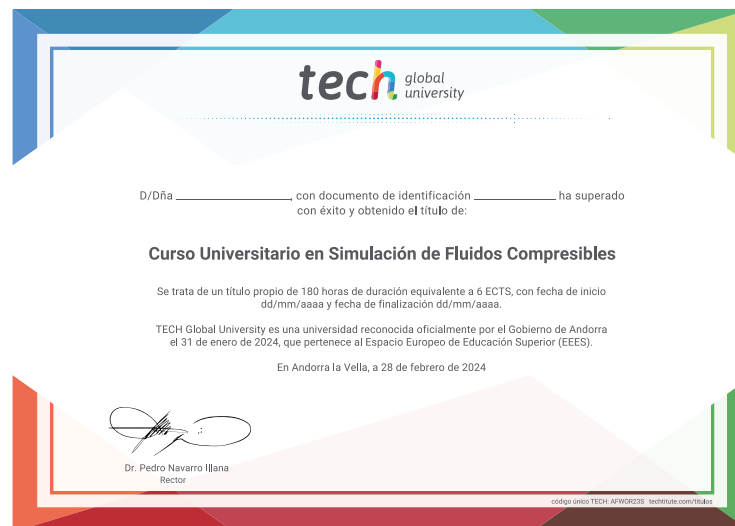 tech global university
D/Dña ______________, con documento de identificación __________ ha superado
con éxito y obtenido el título de:
Curso Universitario en Simulación de Fluidos Compresibles
Se trata de un título propio de 180 horas de duración equivalente a 6 ECTS, con fecha de inicio
dd/mm/aaaa y fecha de finalización dd/mm/aaaa.
TECH Global University es una universidad reconocida oficialmente por el Gobierno de Andorra
el 31 de enero de 2024, que pertenece al Espacio Europeo de Educación Superior (EEES).
En Andorra la Vella, a 28 de febrero de 2024
Dr. Pedro Navarro Illana
Rector
código único TECH: AFWOR23S techtitute.com/titulos